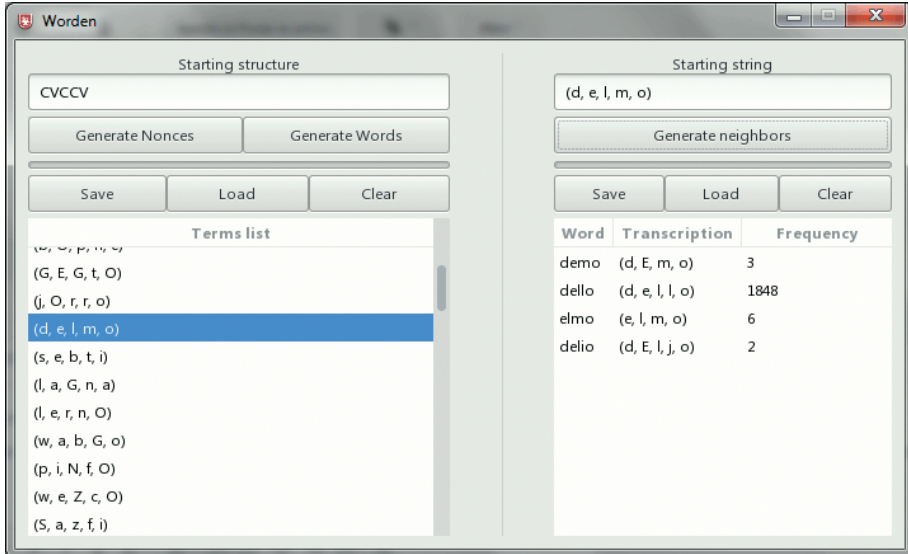 Worden
Starting structure
CVCCV
Generate Nonces
Generate Words
Save
Load
Clear
Terms list
(G, E, G, t, O)
(j, O, r, r, o)
(d, e, l, m, o)
(s, e, b, t, i)
(l, a, G, n, a)
(l, e, r, n, O)
(w, a, b, G, o)
(p, i, N, f, O)
(w, e, Z, c, O)
(S, a, z, f, i)
Starting string
(d, e, l, m, o)
Generate neighbors
Save
Load
Clear
Word Transcription Frequency
demo (d, E, m, o) 3
dello (d, e, l, l, o) 1848
elmo (e, l, m, o) 6
delio (d, E, l, j, o) 2